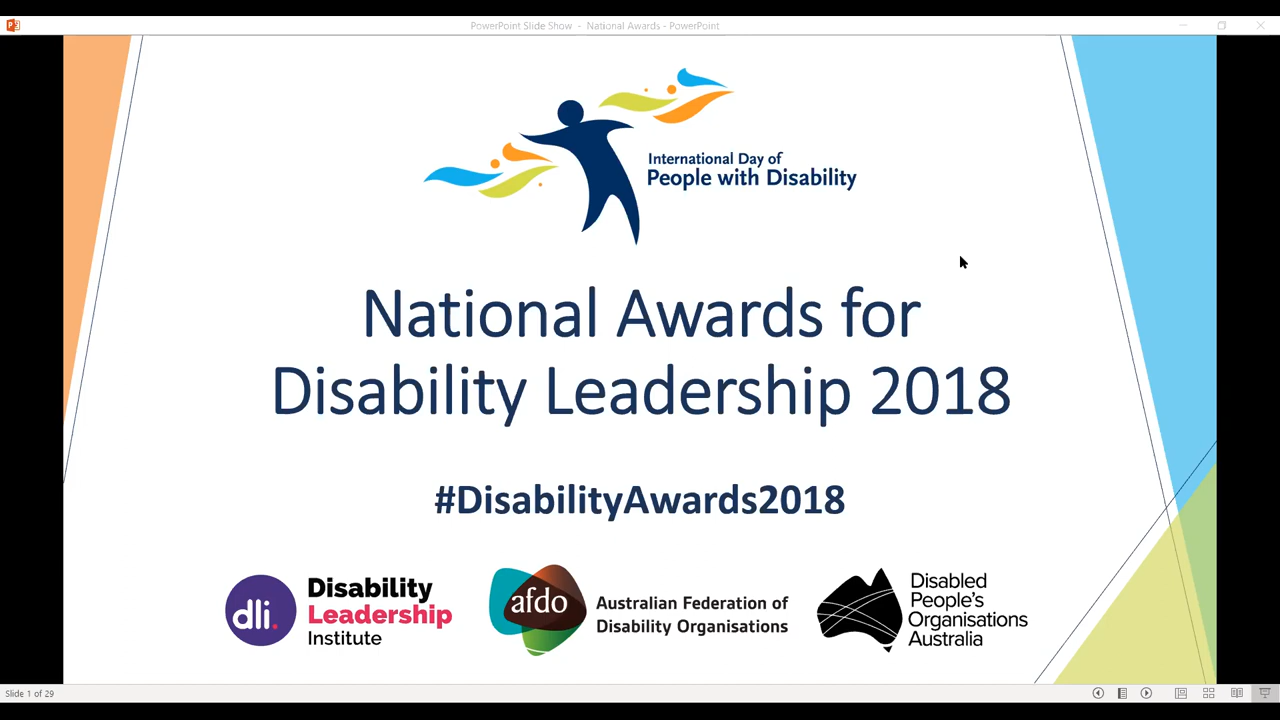 PowerPoint Slide Show - National Awards - PowerPoint
International Day of
People with Disability
National Awards for
Disability Leadership 2018
#DisabilityAwards2018
dli.
Disability
Leadership
Institute
afdo
Australian Federation of
Disability Organisations
Disabled
People's
Organisations
Australia
Slide 1 of 29